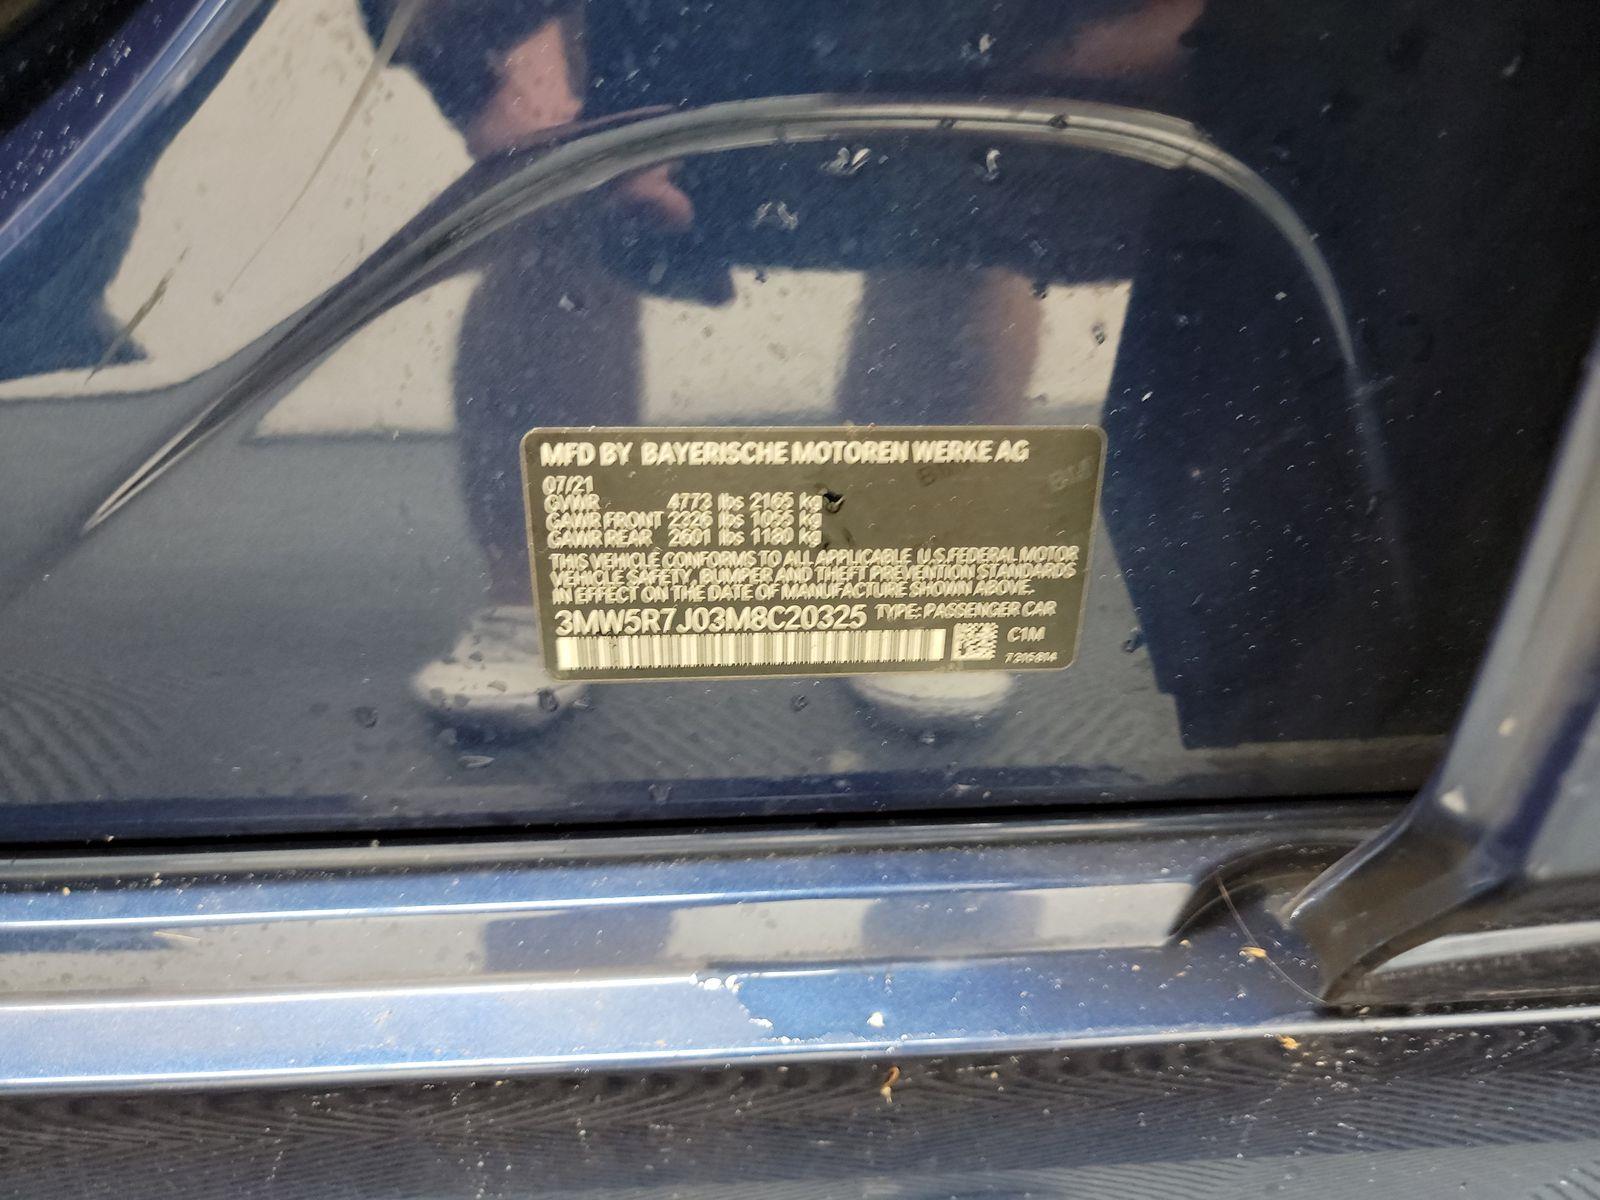 MFD BY BAYERISCHE MOTOREN WERKE AG
07/21
GVWR 4773 lbs 2165 kg
GAWR FRONT 2326 lbs 1055 kg
GAWR REAR 2601 lbs 1180 kg
THIS VEHICLE CONFORMS TO ALL APPLICABLE U.S. FEDERAL MOTOR
VEHICLE SAFETY, BUMPER AND THEFT PREVENTION STANDARDS
IN EFFECT ON THE DATE OF MANUFACTURE SHOWN ABOVE.
3MW5R7J03M8C20325 TYPE: PASSENGER CAR
C1M